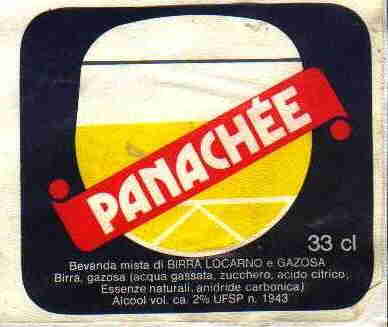 PANACHÉE
33 cl
Bevanda mista di BIRRA LOCARNO e GAZOSA
Birra, gazosa (acqua gassata, zucchero, acido citrico,
Essenze naturali, anidride carbonica)
Alcool vol. ca. 2% UFSP n. 1943